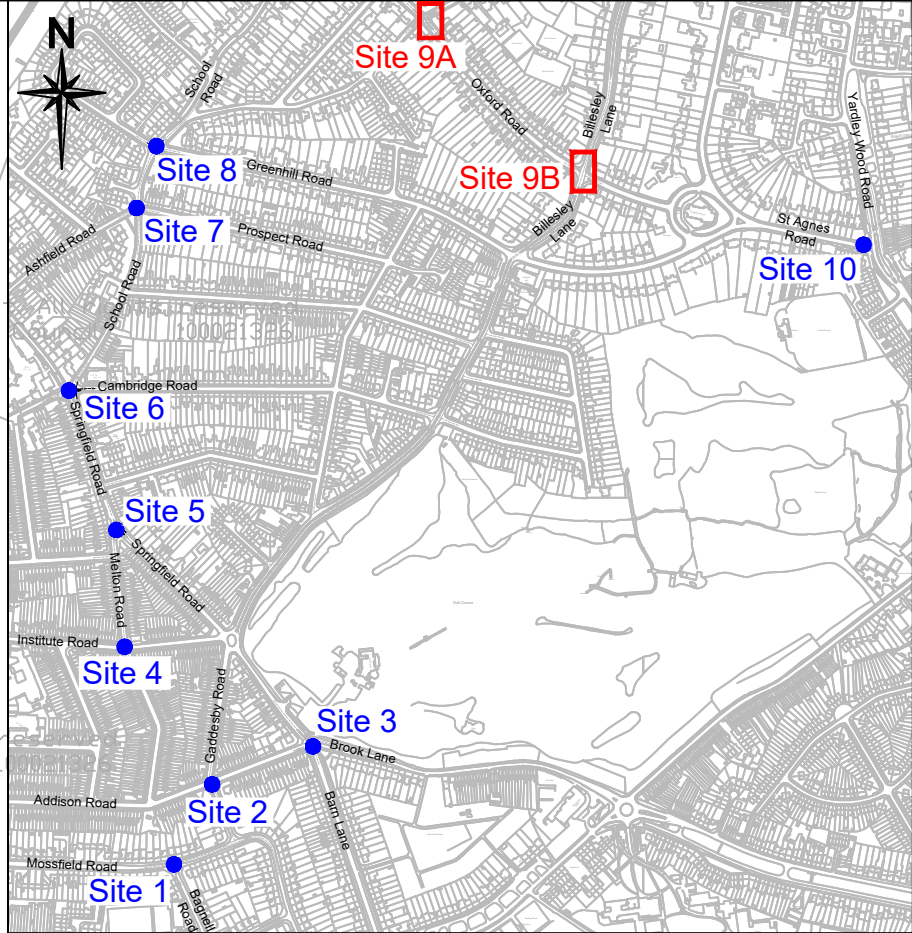 N
Site 9A
School
Road
Oxford Road
Billesley
Lane
Yardley Wood Road
Site 8
Greenhill Road
Site 9B
Site 7
Prospect Road
Billesley
Lane
St Agnes
Road
Ashfield Road
Site 10
School Road
Cambridge Road
Site 6
Springfield Road
Site 5
Springfield Road
Melton Road
Institute Road
Site 4
Gaddesby Road
Site 3
Brook Lane
Addison Road
Site 2
Barn Lane
Mossfield Road
Site 1
Bagnell
Road
Golf Course